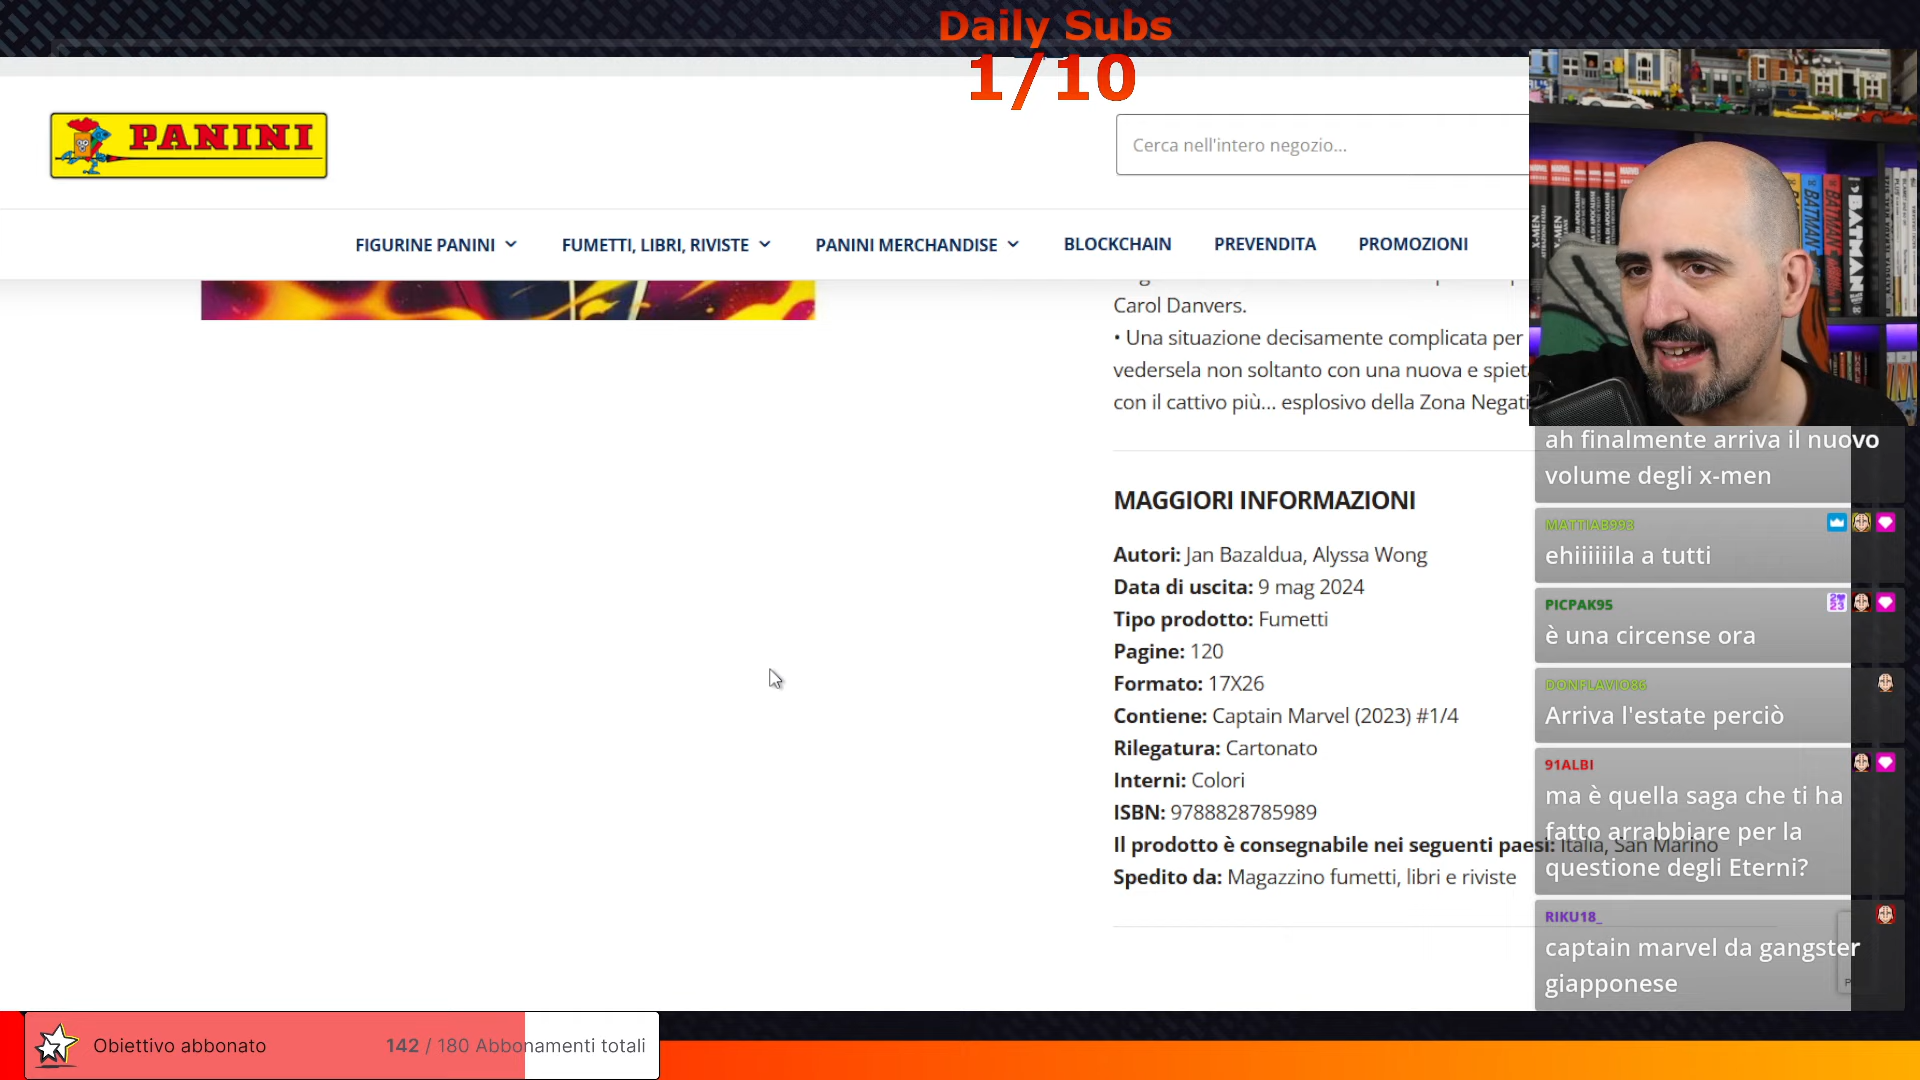 Daily Subs
1/10
PANINI
Cerca nell'intero negozio...
FIGURINE PANINI
FUMETTI, LIBRI, RIVISTE
PANINI MERCHANDISE
BLOCKCHAIN
PREVENDITA
PROMOZIONI
Carol Danvers.
• Una situazione decisamente complicata per
vedersela non soltanto con una nuova e spiet
con il cattivo più... esplosivo della Zona Negati
MAGGIORI INFORMAZIONI
Autori: Jan Bazaldua, Alyssa Wong
Data di uscita: 9 mag 2024
Tipo prodotto: Fumetti
Pagine: 120
Formato: 17X26
Contiene: Captain Marvel (2023) #1/4
Rilegatura: Cartonato
Interni: Colori
ISBN: 9788828785989
Il prodotto è consegnabile nei seguenti paesi: Italia, San Marino
Spedito da: Magazzino fumetti, libri e riviste
X-MEN
X-MEN
BATMAN
BATMAN
ah finalmente arriva il nuovo
volume degli x-men
MATTIAB993
ehiiiiiila a tutti
PICPAK95
è una circense ora
DONFLAVIO86
Arriva l'estate perciò
91ALBI
ma è quella saga che ti ha
fatto arrabbiare per la
questione degli Eterni?
RIKU18_
captain marvel da gangster
giapponese
Obiettivo abbonato
142 / 180 Abbonamenti totali